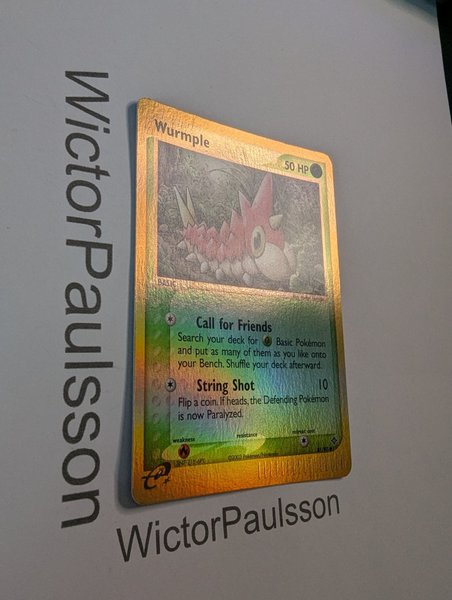 WictorPaulsson
Wurmple
50 HP
BASIC
Call for Friends
Search your deck for Basic Pokémon
and put as many of them as you like onto
your Bench. Shuffle your deck afterward.
String Shot 10
Flip a coin. If heads, the Defending Pokémon
is now Paralyzed.
weakness resistance retreat cost
WictorPaulsson